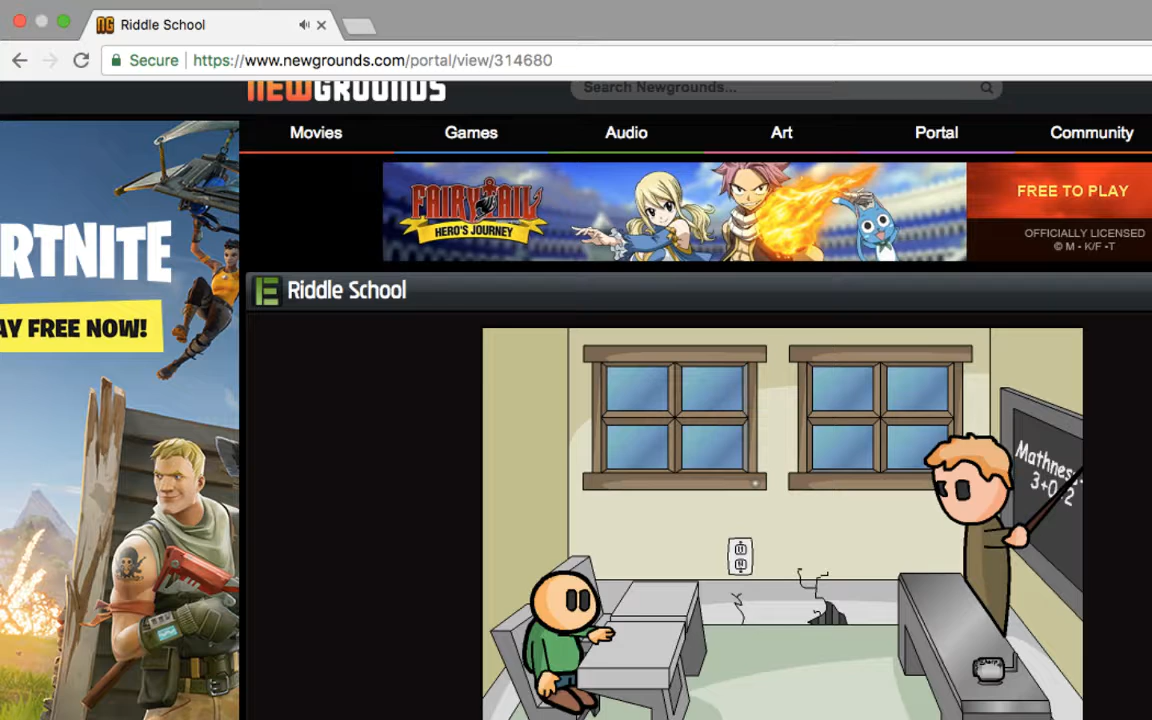 Riddle School
Secure
https://www.newgrounds.com/portal/view/314680
NEWGROUNDS
Search Newgrounds...
Movies Games Audio Art Portal Community
FAIRY TAIL
HERO'S JOURNEY
FREE TO PLAY
OFFICIALLY LICENSED
© M - K/F -T
RTNITE
AY FREE NOW!
E Riddle School
Mathness
3+0 2